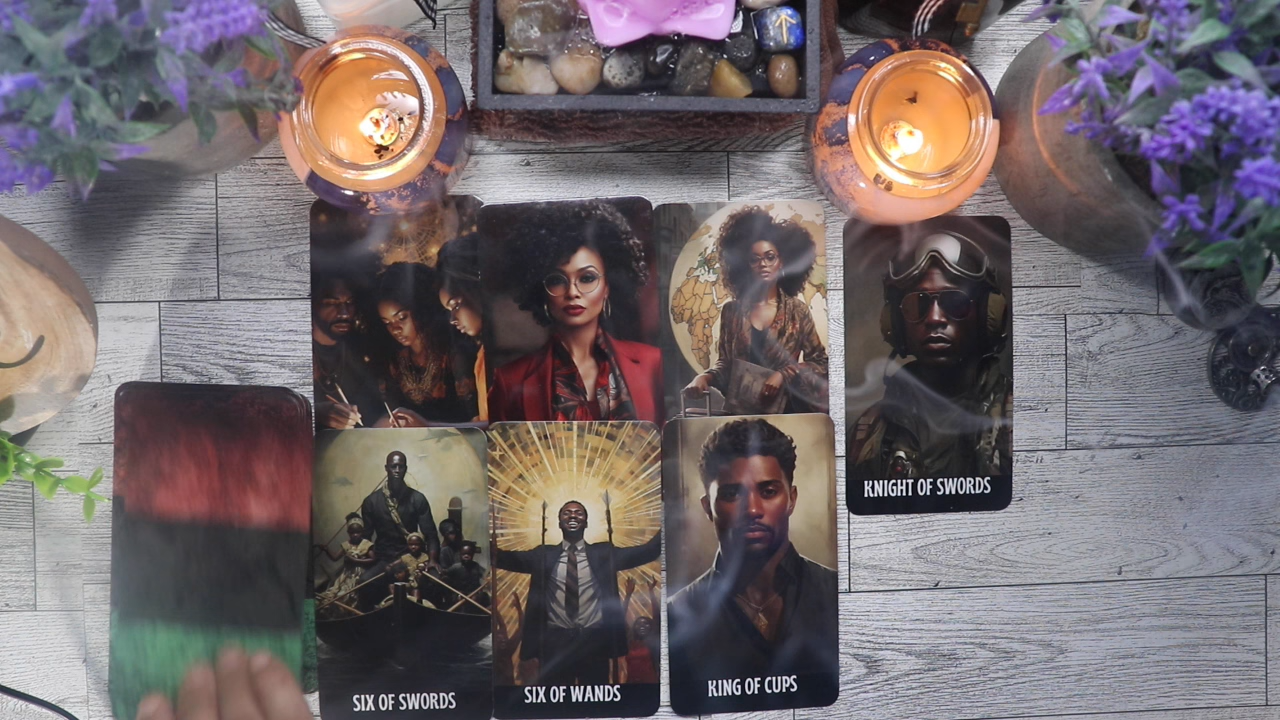 KNIGHT OF SWORDS
SIX OF SWORDS
SIX OF WANDS
KING OF CUPS